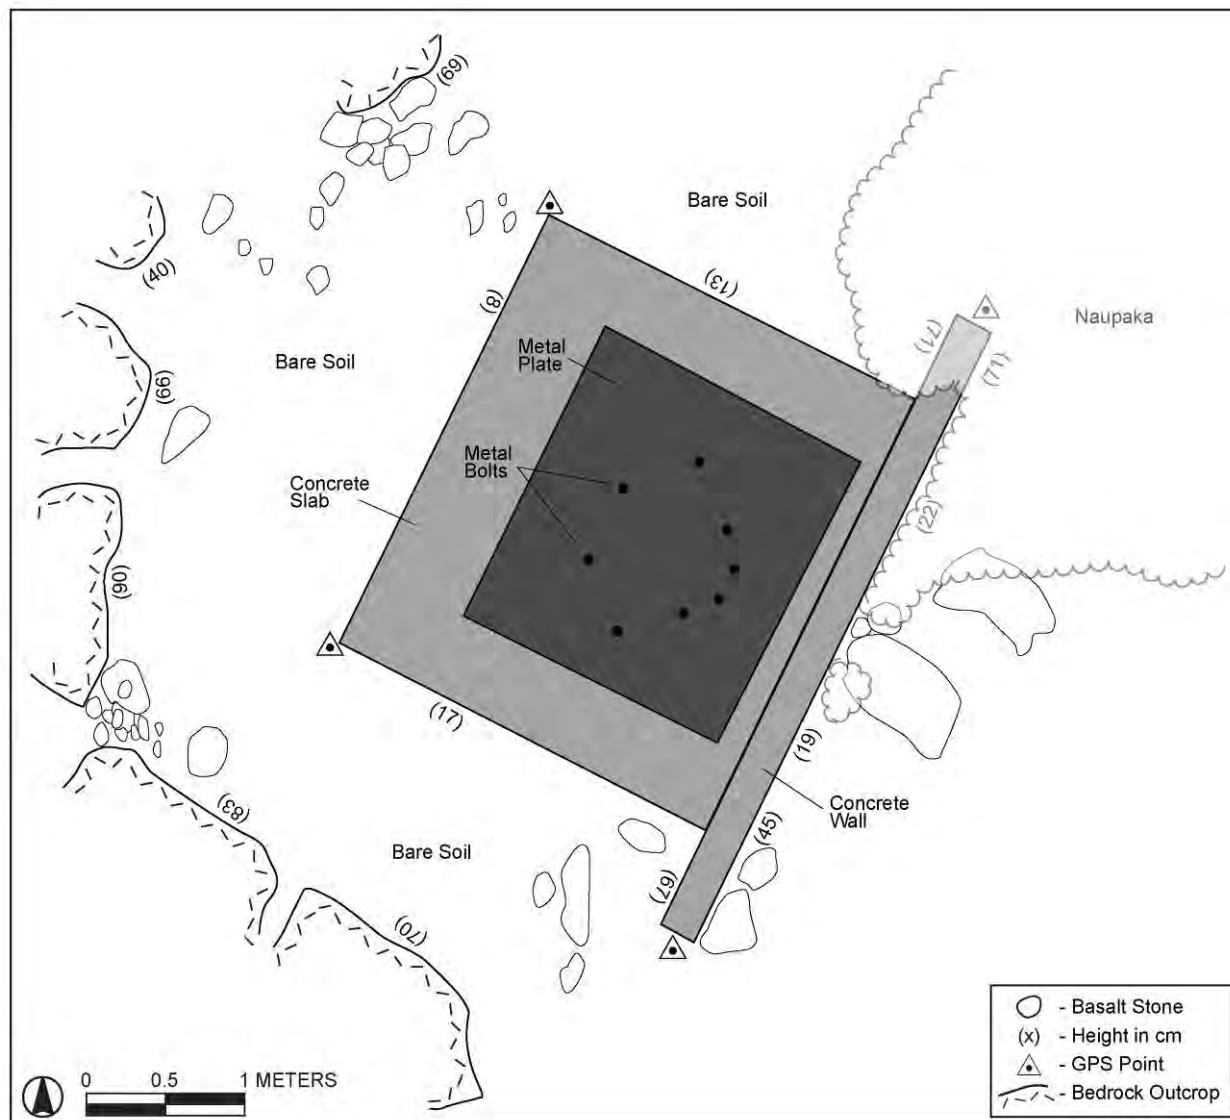 (69)
Bare Soil
(40)
(8)
(13)
Naupaka
(71)
(71)
Metal
Plate
Bare Soil
(66)
Metal
Bolts
Concrete
Slab
(22)
(90)
(17)
(19)
Concrete
Wall
(83)
(45)
Bare Soil
(67)
(70)
0 0.5 1 METERS
- Basalt Stone
(x) - Height in cm
- GPS Point
- Bedrock Outcrop